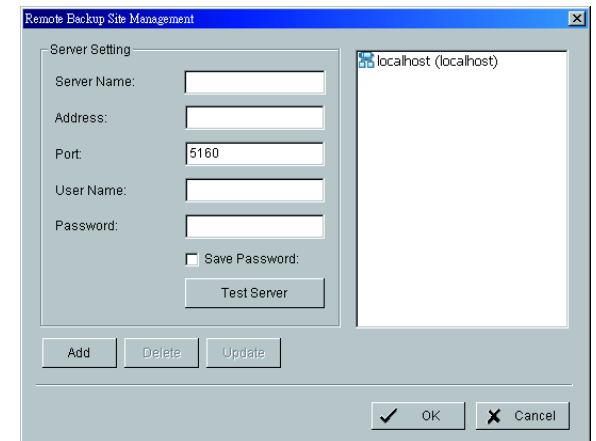 Remote Backup Site Management
Server Setting
Server Name:
Address:
Port:
5160
User Name:
Password:
Save Password:
Test Server
localhost (localhost)
Add
Delete
Update
OK
Cancel